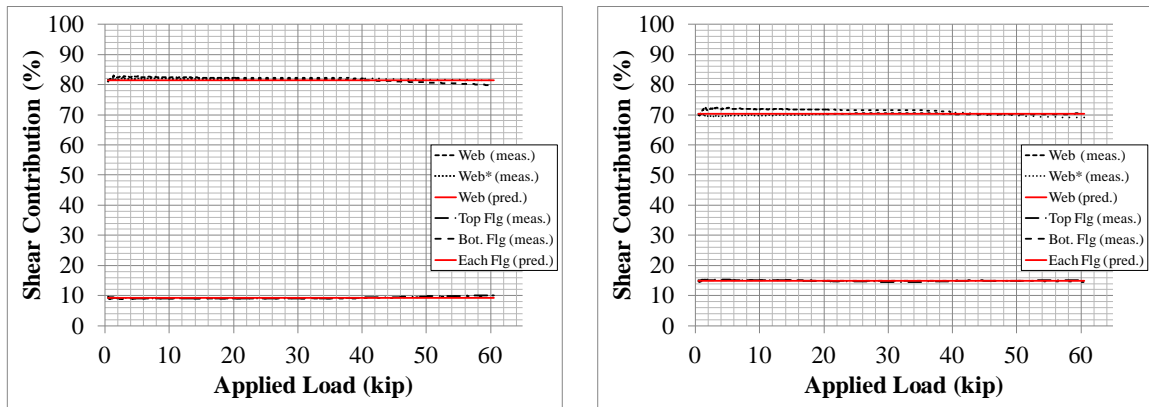 Shear Contribution (%)
100
90
80
70
60
50
40
30
20
10
0
0 10 20 30 40 50 60
Applied Load (kip)
Web (meas.)
Web* (meas.)
Web (pred.)
Top Flg (meas.)
Bot. Flg (meas.)
Each Flg (pred.)
Shear Contribution (%)
100
90
80
70
60
50
40
30
20
10
0
0 10 20 30 40 50 60
Applied Load (kip)
Web (meas.)
Web* (meas.)
Web (pred.)
Top Flg (meas.)
Bot. Flg (meas.)
Each Flg (pred.)